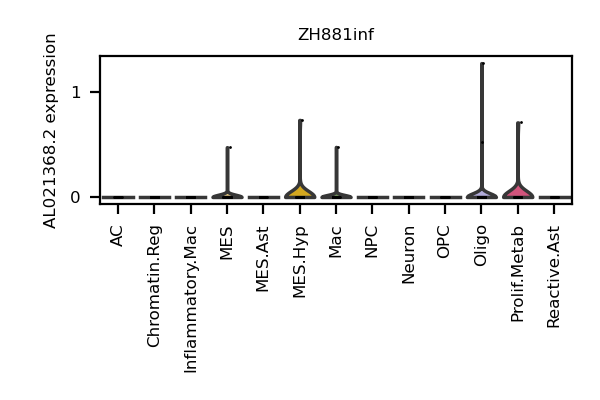 ZH881inf
AL021368.2 expression
1
0
AC
Chromatin.Reg
Inflammatory.Mac
MES
MES.Ast
MES.Hyp
Mac
NPC
Neuron
OPC
Oligo
Prolif.Metab
Reactive.Ast